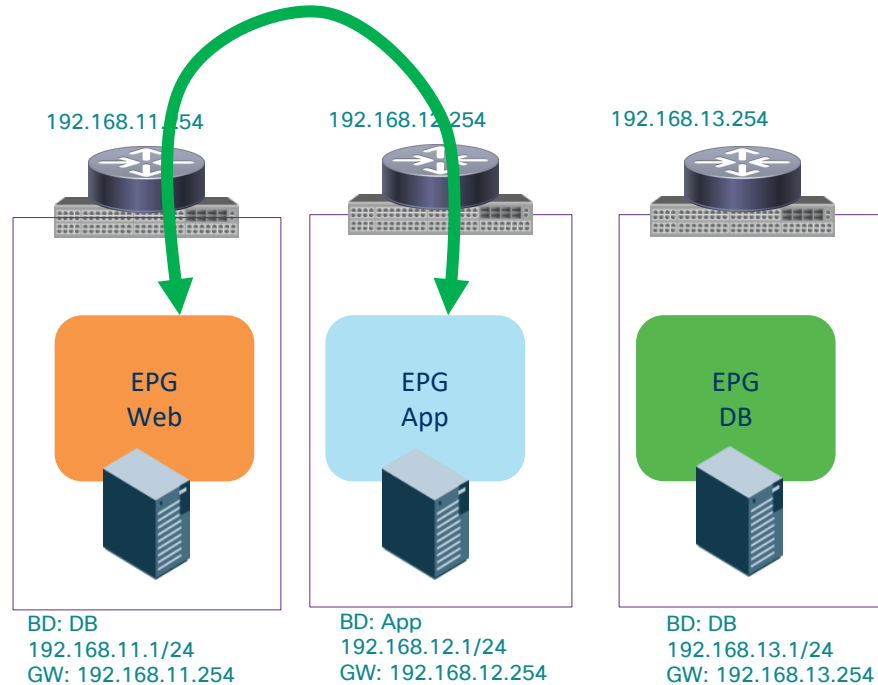 192.168.11.254
192.168.12.254
192.168.13.254
EPG
Web
EPG
App
EPG
DB
BD: DB
192.168.11.1/24
GW: 192.168.11.254
BD: App
192.168.12.1/24
GW: 192.168.12.254
BD: DB
192.168.13.1/24
GW: 192.168.13.254